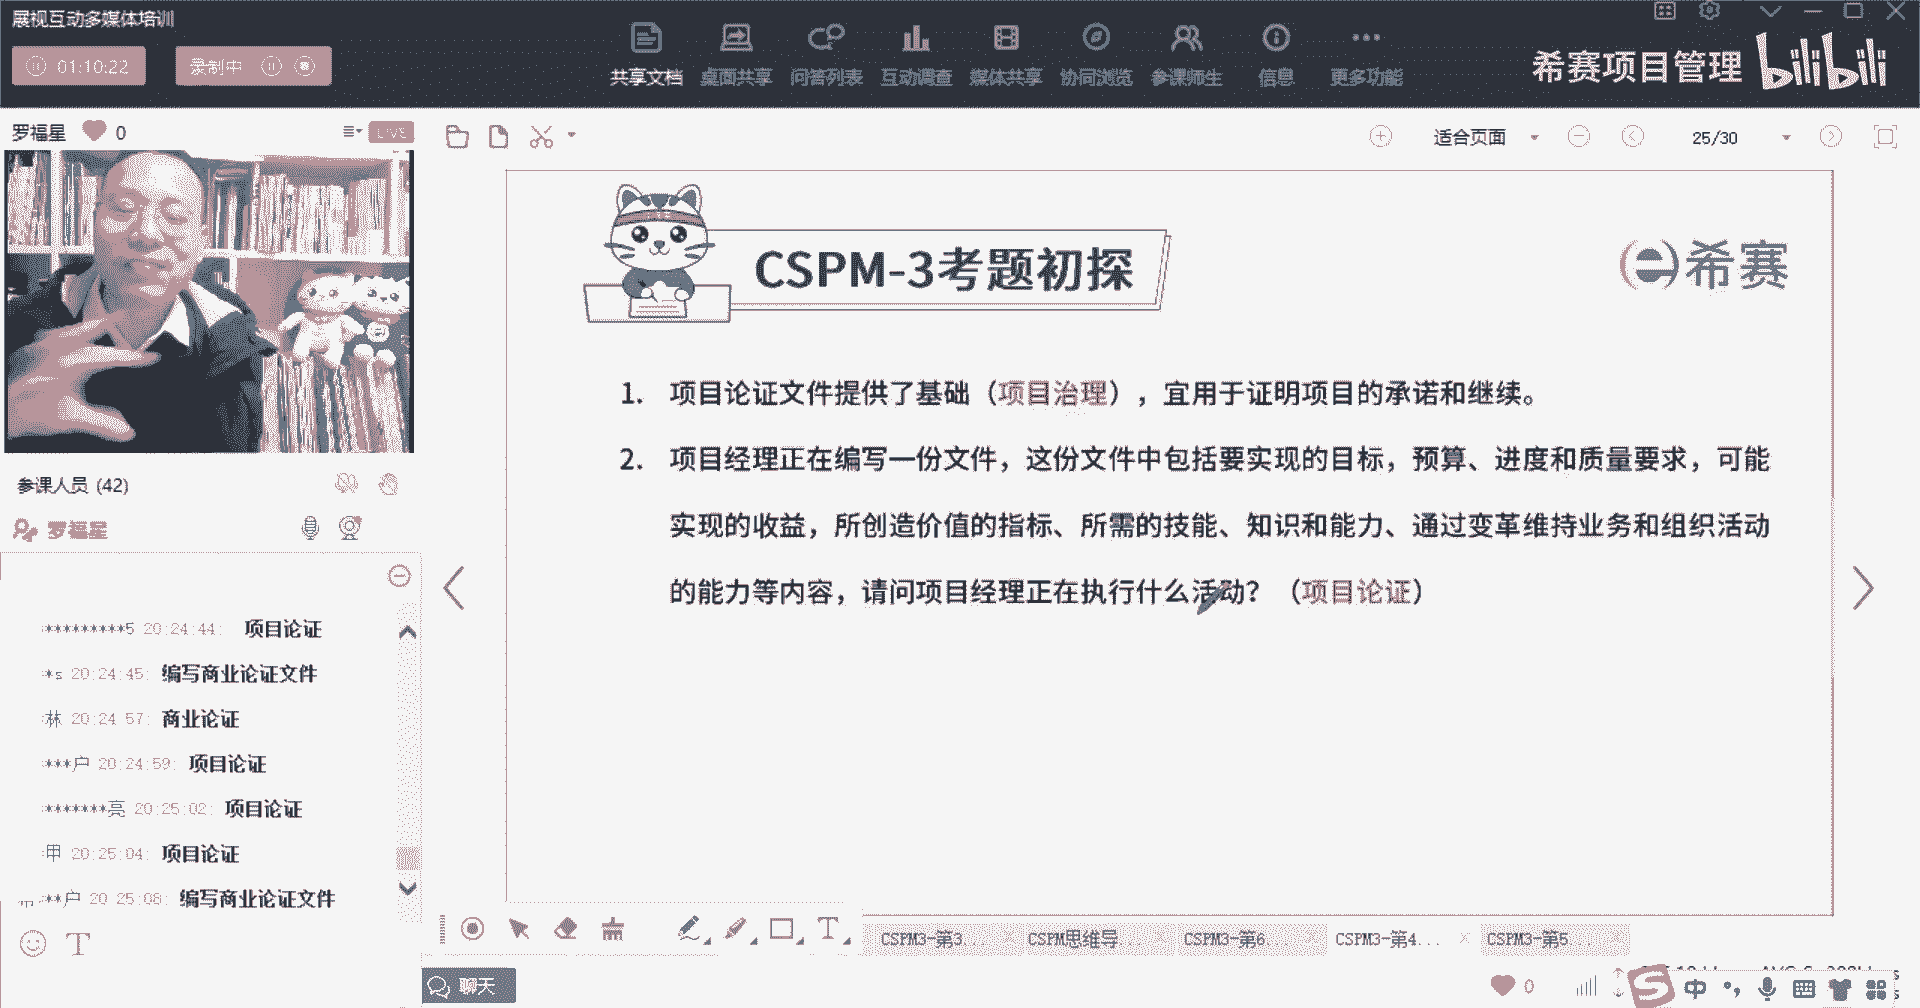 展视互动多媒体培训
01:10:22
录制中
共享文档
桌面共享
问答列表
互动调查
媒体共享
协同浏览
参课师生
信息
更多功能
希赛项目管理 bilibili
罗福星 0
LIVE
适合页面
25/30
参课人员 (42)
罗福星
CSPM-3考题初探
希赛
1. 项目论证文件提供了基础（项目治理），宜用于证明项目的承诺和继续。
2. 项目经理正在编写一份文件，这份文件中包括要实现的目标，预算、进度和质量要求，可能
实现的收益，所创造价值的指标、所需的技能、知识和能力、通过变革维持业务和组织活动
的能力等内容，请问项目经理正在执行什么活动？（项目论证）
*********5 20:24:44: 项目论证
*s 20:24:45: 编写商业论证文件
*林 20:24:57: 商业论证
***户 20:24:59: 项目论证
*******亮 20:25:02: 项目论证
*甲 20:25:04: 项目论证
**户 20:25:08: 编写商业论证文件
T
T
CSPM3-第3...
CSPM思维导...
CSPM3-第6...
CSPM3-第4...
CSPM3-第5...
聊天
0
S 中